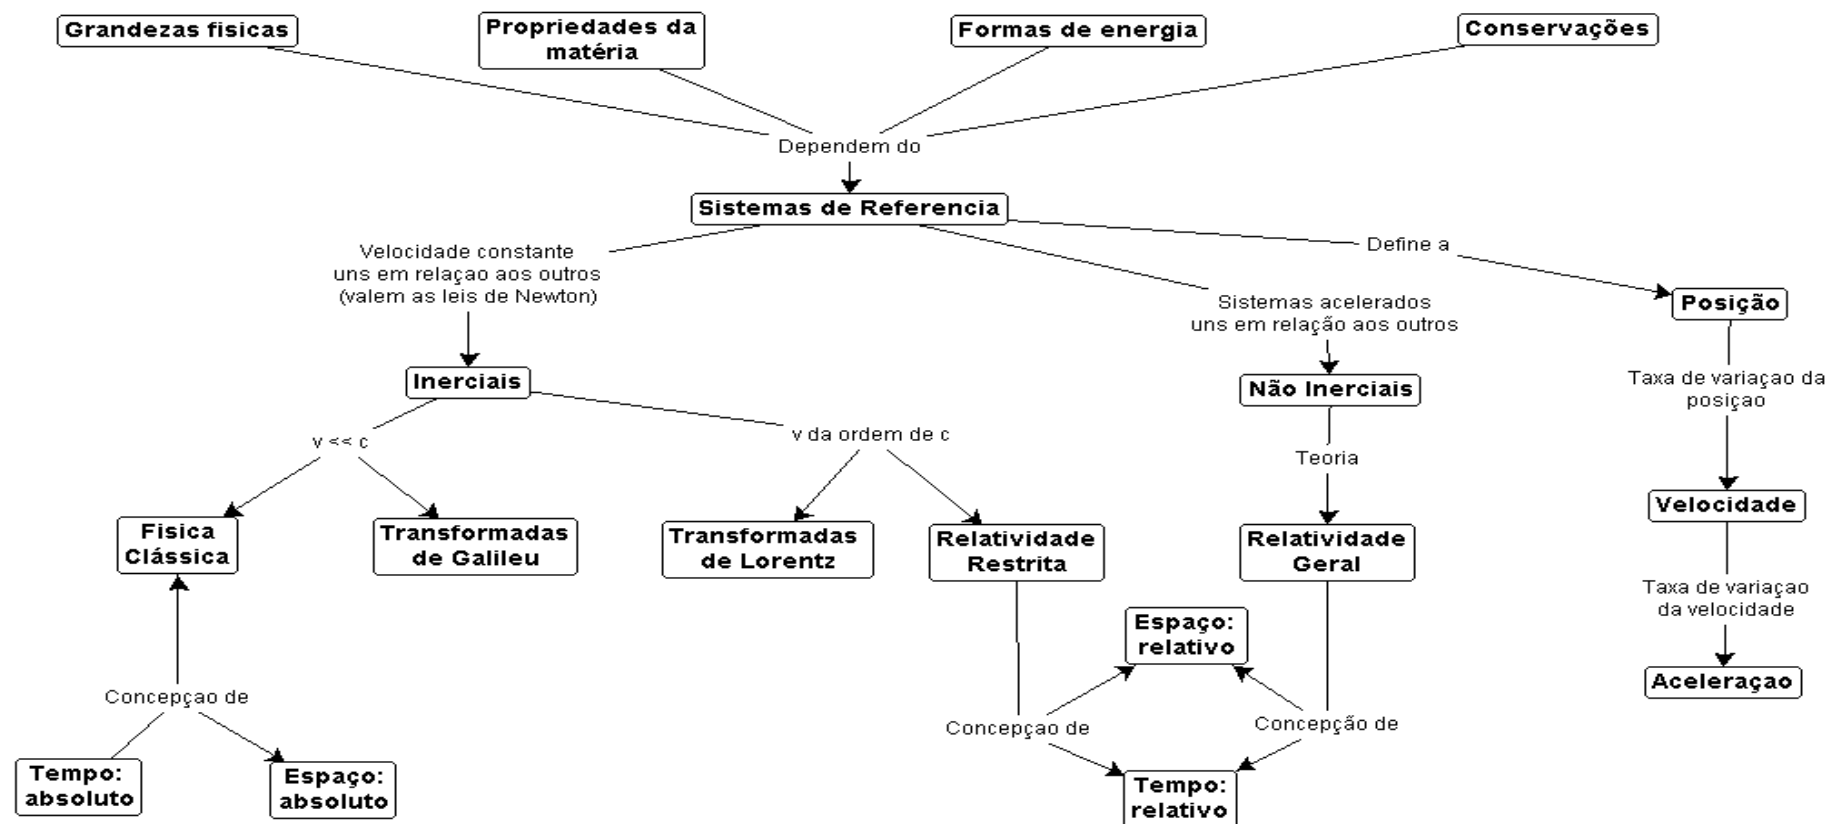 Grandezas fisicas
Propriedades da
matéria
Formas de energia
Conservações
Dependem do
Sistemas de Referencia
Velocidade constante
uns em relaçao aos outros
(valem as leis de Newton)
Define a
Sistemas acelerados
uns em relação aos outros
Posição
Inerciais
Não Inerciais
Taxa de variaçao da
posiçao
v << c
v da ordem de c
Teoria
Velocidade
Fisica
Clássica
Transformadas
de Galileu
Transformadas
de Lorentz
Relatividade
Restrita
Relatividade
Geral
Taxa de variaçao
da velocidade
Espaço:
relativo
Aceleraçao
Concepçao de
Concepçao de
Concepção de
Tempo:
absoluto
Espaço:
absoluto
Tempo:
relativo